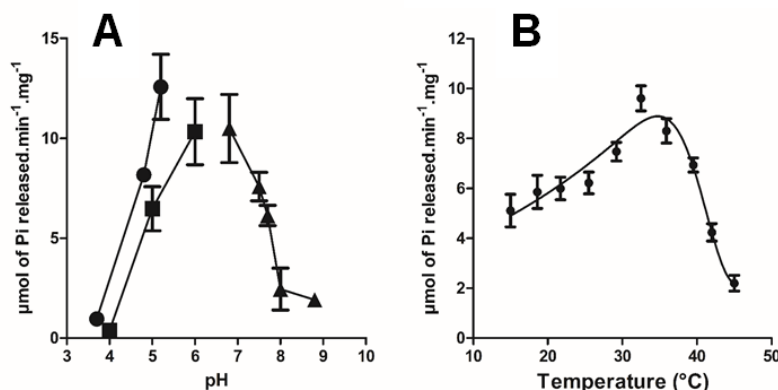 A
B
µmol of Pi released.min⁻¹.mg⁻¹
15
10
5
0
3 4 5 6 7 8 9 10
pH
µmol of Pi released.min⁻¹.mg⁻¹
12
10
8
6
4
2
0
10 20 30 40 50
Temperature (°C)